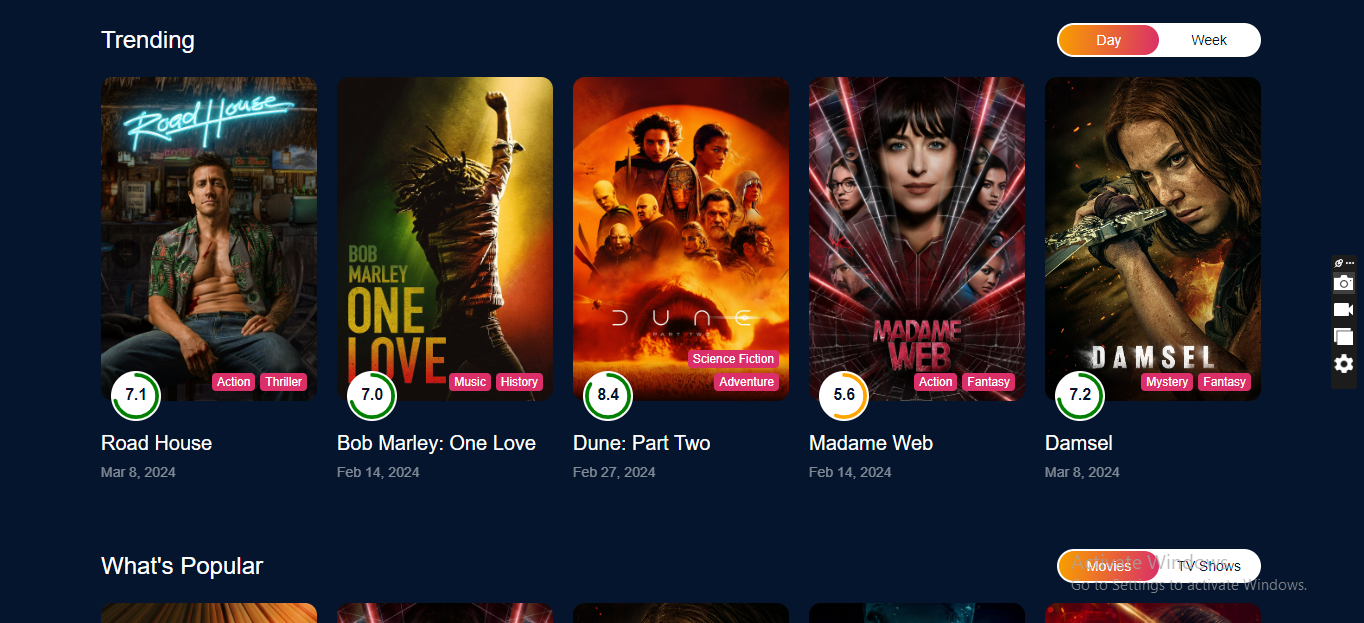 Trending
Day
Week
Road House
BOB
MARLEY
ONE
LOVE
DUNE
PART TWO
MADAME
WEB
DAMSEL
7.1
Action
Thriller
7.0
Music
History
Science Fiction
8.4
Adventure
5.6
Action
Fantasy
7.2
Mystery
Fantasy
Road House
Bob Marley: One Love
Dune: Part Two
Madame Web
Damsel
Mar 8, 2024
Feb 14, 2024
Feb 27, 2024
Feb 14, 2024
Mar 8, 2024
What's Popular
Movies
TV Shows
Activate Windows
Go to Settings to activate Windows.